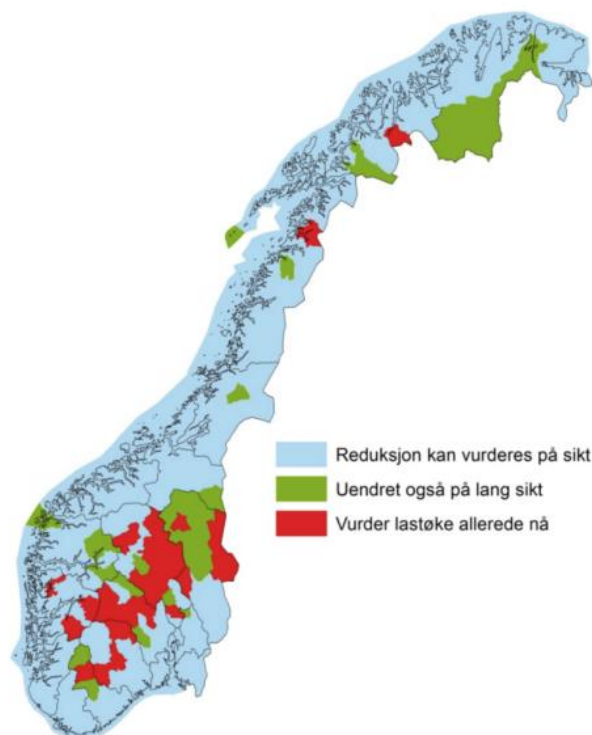 Reduksjon kan vurderes på sikt
Uendret også på lang sikt
Vurder lastøke allerede nå